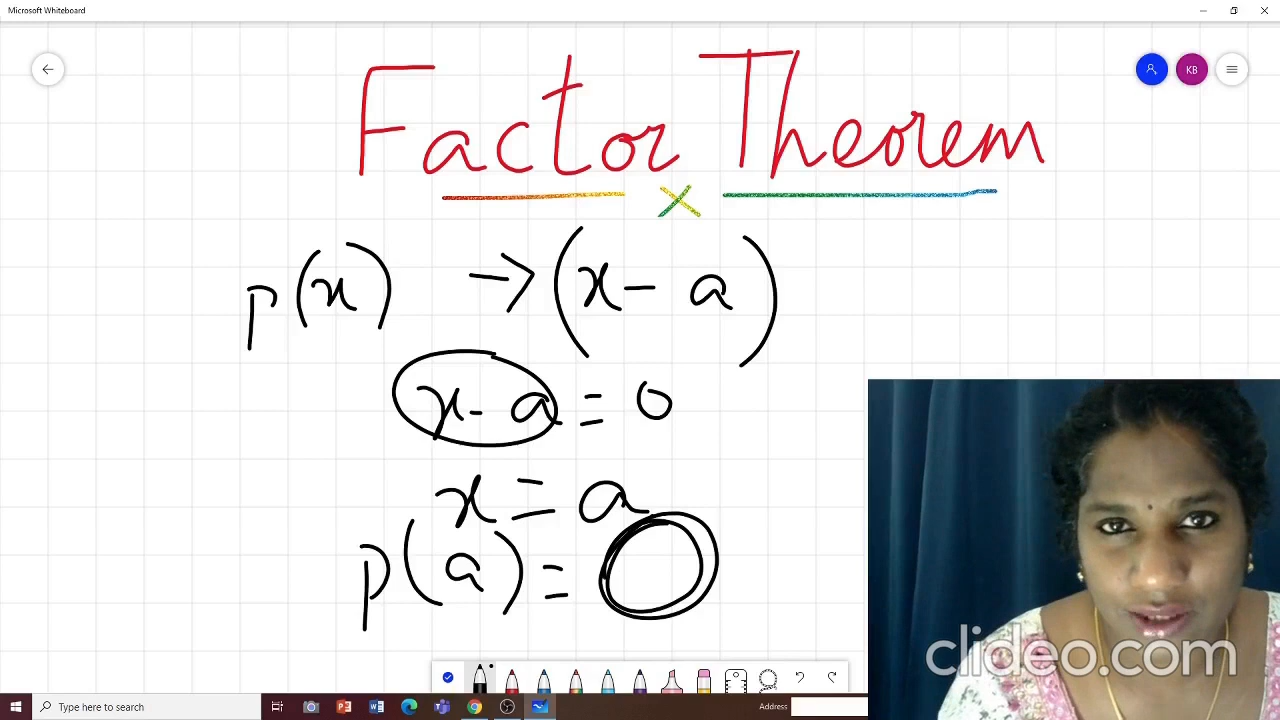 Microsoft Whiteboard
KB
Factor Theorem
p(x) → (x - a)
x - a = 0
x = a
p(a) = 0
clideo.com
Type here to search
Address